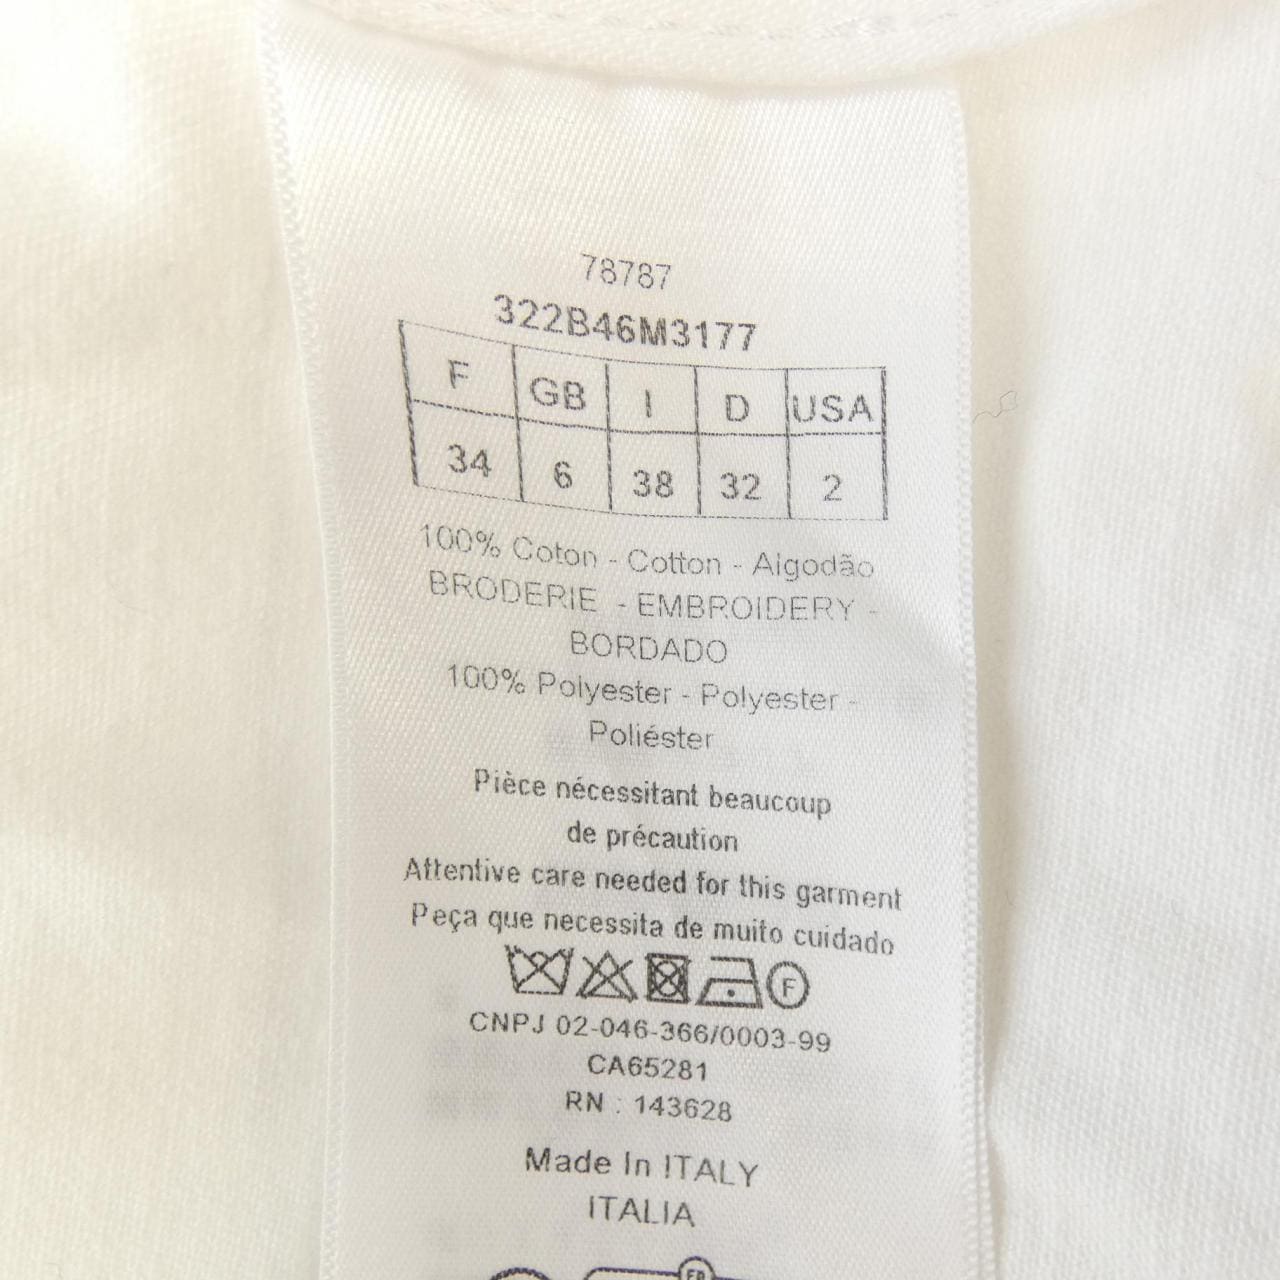 78787
322B46M3177
F GB I D USA
34 6 38 32 2
100% Coton - Cotton - Algodão
BRODERIE - EMBROIDERY -
BORDADO
100% Polyester - Polyester -
Poliéster
Pièce nécessitant beaucoup
de précaution
Attentive care needed for this garment
Peça que necessita de muito cuidado
F
CNPJ 02-046-366/0003-99
CA65281
RN : 143628
Made In ITALY
ITALIA
FR